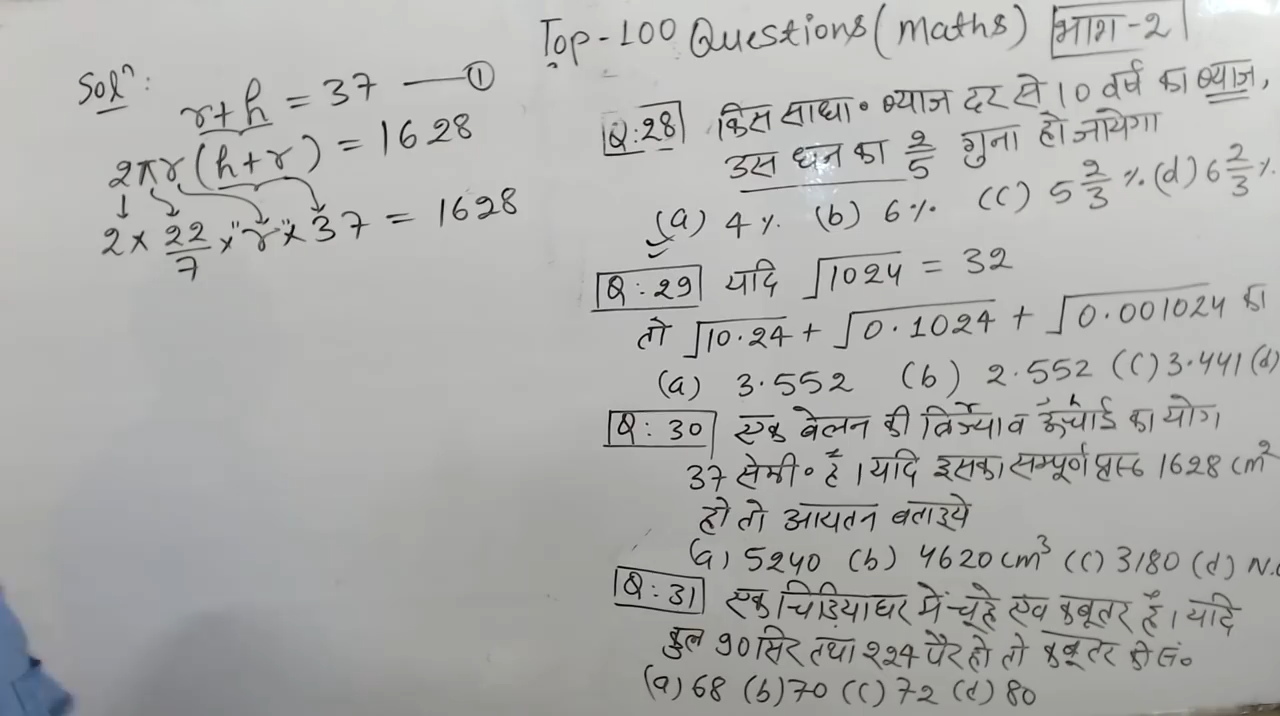 Top-100 Questions (Maths) भाग-2
Solⁿ:
r+h = 37 —— ①
2πr(h+r) = 1628
2 × 22/7 × "r" × 37 = 1628
Q:28 किस साधा॰ ब्याज दर से 10 वर्ष का ब्याज,
उस धन का 2/5 गुना हो जायेगा
(a) 4% (b) 6% (c) 5 2/3 % (d) 6 2/3 %
Q:29 यदि √1024 = 32
तो √10.24 + √0.1024 + √0.001024 का
(a) 3.552 (b) 2.552 (c) 3.441 (d)
r h
Q:30 एक बेलन की त्रिज्या व ऊंचाई का योग
37 सेमी॰ है । यदि इसका सम्पूर्ण पृष्ठ 1628 cm²
हो तो आयतन बताइये
(a) 5240 (b) 4620 cm³ (c) 3180 (d) N.
Q:31 एक चिड़ियाघर में चूहे एव कबूतर है । यदि
कुल 90 सिर तथा 224 पैर हो तो कबूतर की सं॰
(a) 68 (b) 70 (c) 72 (d) 80